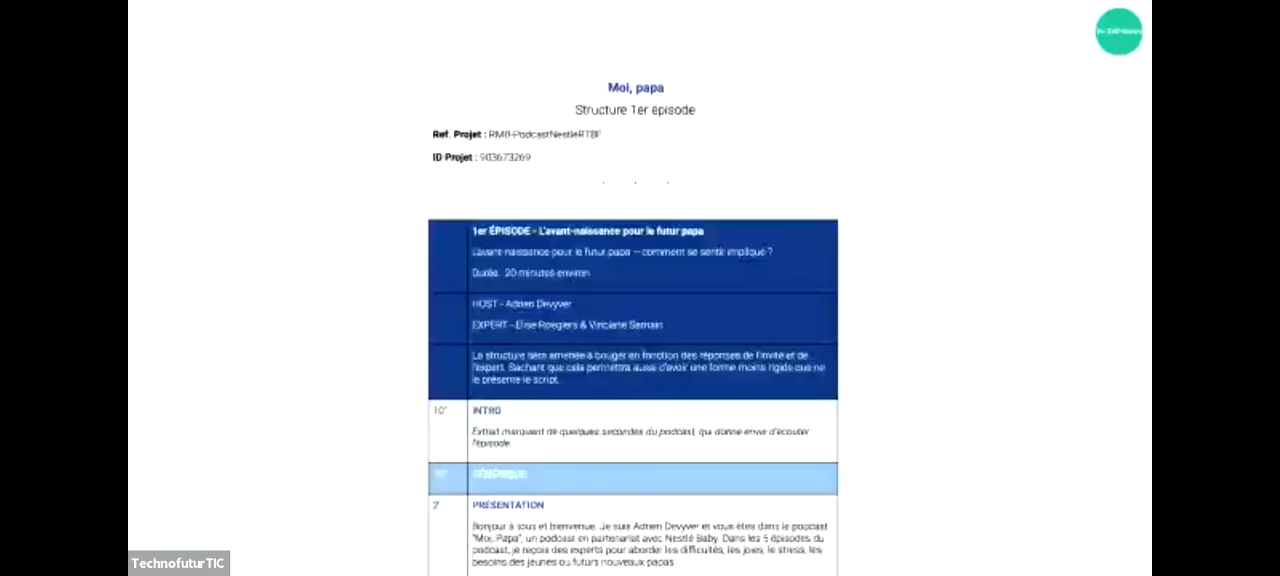 Moi, papa
Structure 1er épisode
Ref. Projet : RMB-PodcastNestléRTBF
ID Projet : 903673269
. . .
1er ÉPISODE - L'avant-naissance pour le futur papa
L'avant-naissance pour le futur papa – comment se sentir impliqué ?
Durée : 20 minutes environ
HOST - Adrien Devyver
EXPERT - Elise Roegiers & Vinciane Samain
La structure sera amenée à bouger en fonction des réponses de l'invité et de
l'expert. Sachant que cela permettra aussi d'avoir une forme moins rigide que ne
le présente le script.
10"
INTRO
Extrait marquant de quelques secondes du podcast, qui donne envie d'écouter
l'épisode
GÉNÉRIQUE
2'
PRÉSENTATION
Bonjour à tous et bienvenue. Je suis Adrien Devyver et vous êtes dans le podcast
"Moi, Papa", un podcast en partenariat avec Nestlé Baby. Dans les 5 épisodes du
podcast, je reçois des experts pour aborder les difficultés, les joies, le stress, les
besoins des jeunes ou futurs nouveaux papas
TechnofuturTIC